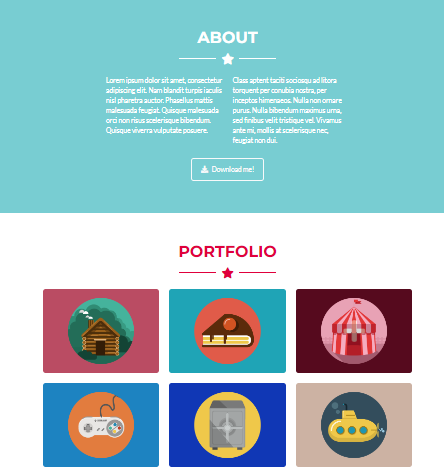 ABOUT
Lorem ipsum dolor sit amet, consectetur
adipiscing elit. Nam blandit turpis iaculis
nisl pharetra auctor. Phasellus mattis
malesuada feugiat. Quisque malesuada
orci non risus scelerisque bibendum.
Quisque viverra vulputate posuere.
Class aptent taciti sociosqu ad litora
torquent per conubia nostra, per
inceptos himenaeos. Nulla non ornare
purus. Nulla bibendum maximus urna,
sed finibus velit tristique vel. Vivamus
ante mi, mollis at scelerisque nec,
feugiat non dui.
Download me!
PORTFOLIO